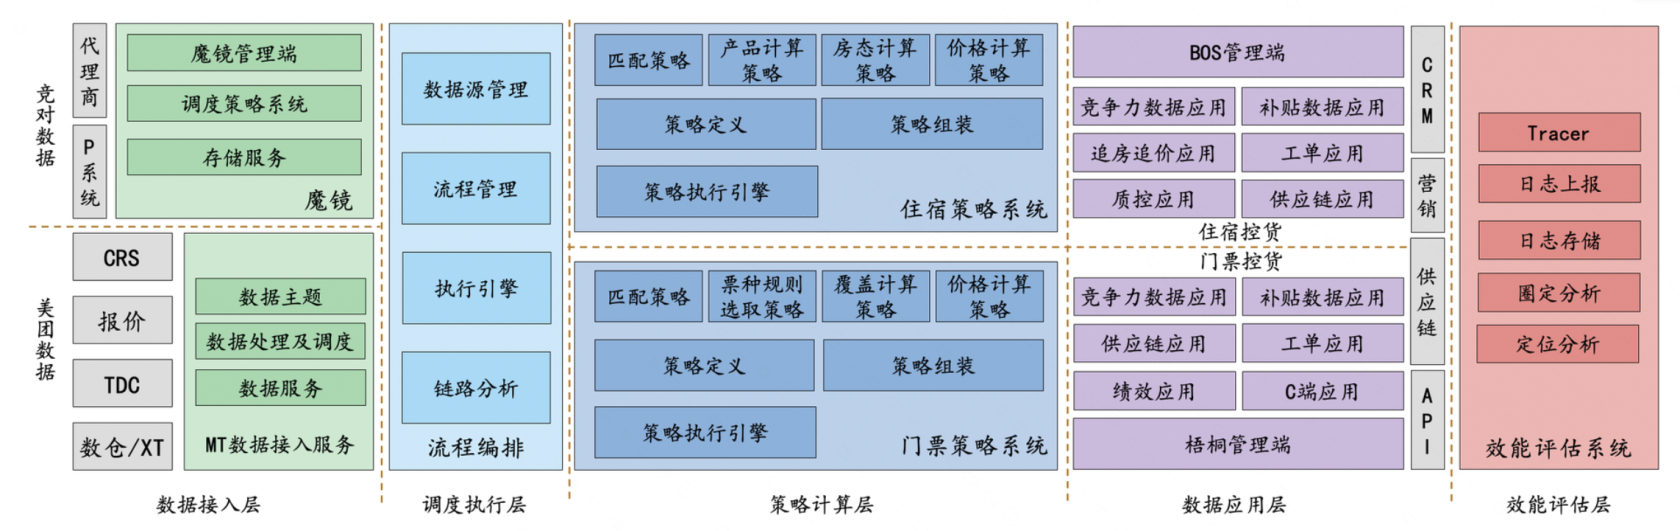 竞对数据
代理商
P系统
魔镜管理端
调度策略系统
存储服务
魔镜
美团数据
CRS
报价
TDC
数仓/XT
数据主题
数据处理及调度
数据服务
MT数据接入服务
数据接入层
数据源管理
流程管理
执行引擎
链路分析
流程编排
调度执行层
匹配策略
产品计算
策略
房态计算
策略
价格计算
策略
策略定义
策略组装
策略执行引擎
住宿策略系统
匹配策略
票种规则
选取策略
覆盖计算
策略
价格计算
策略
策略定义
策略组装
策略执行引擎
门票策略系统
策略计算层
BOS管理端
竞争力数据应用
补贴数据应用
追房追价应用
工单应用
质控应用
供应链应用
住宿控货
门票控货
竞争力数据应用
补贴数据应用
供应链应用
工单应用
绩效应用
C端应用
梧桐管理端
CRM
营销
供应链
API
数据应用层
Tracer
日志上报
日志存储
圈定分析
定位分析
效能评估系统
效能评估层